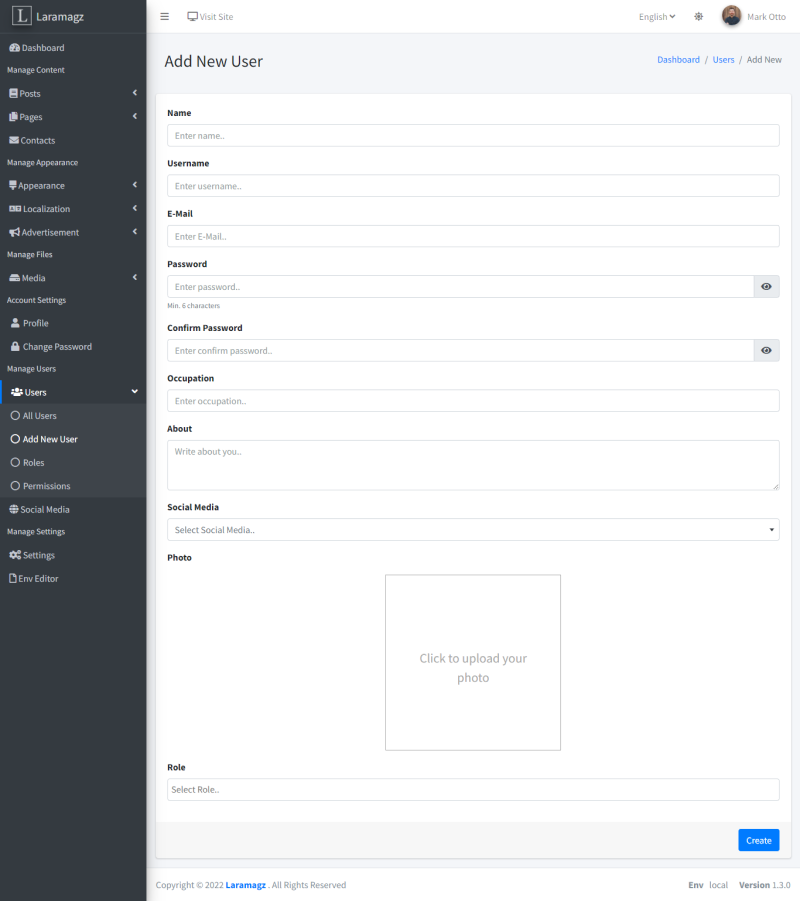 L Laramagz
Visit Site
English
Mark Otto
Dashboard
Manage Content
Posts
Pages
Contacts
Manage Appearance
Appearance
Localization
Advertisement
Manage Files
Media
Account Settings
Profile
Change Password
Manage Users
Users
All Users
Add New User
Roles
Permissions
Social Media
Manage Settings
Settings
Env Editor
Add New User
Dashboard / Users / Add New
Name
Enter name..
Username
Enter username..
E-Mail
Enter E-Mail..
Password
Enter password..
Min. 6 characters
Confirm Password
Enter confirm password..
Occupation
Enter occupation..
About
Write about you..
Social Media
Select Social Media..
Photo
Click to upload your
photo
Role
Select Role..
Create
Copyright © 2022 Laramagz . All Rights Reserved
Env local Version 1.3.0